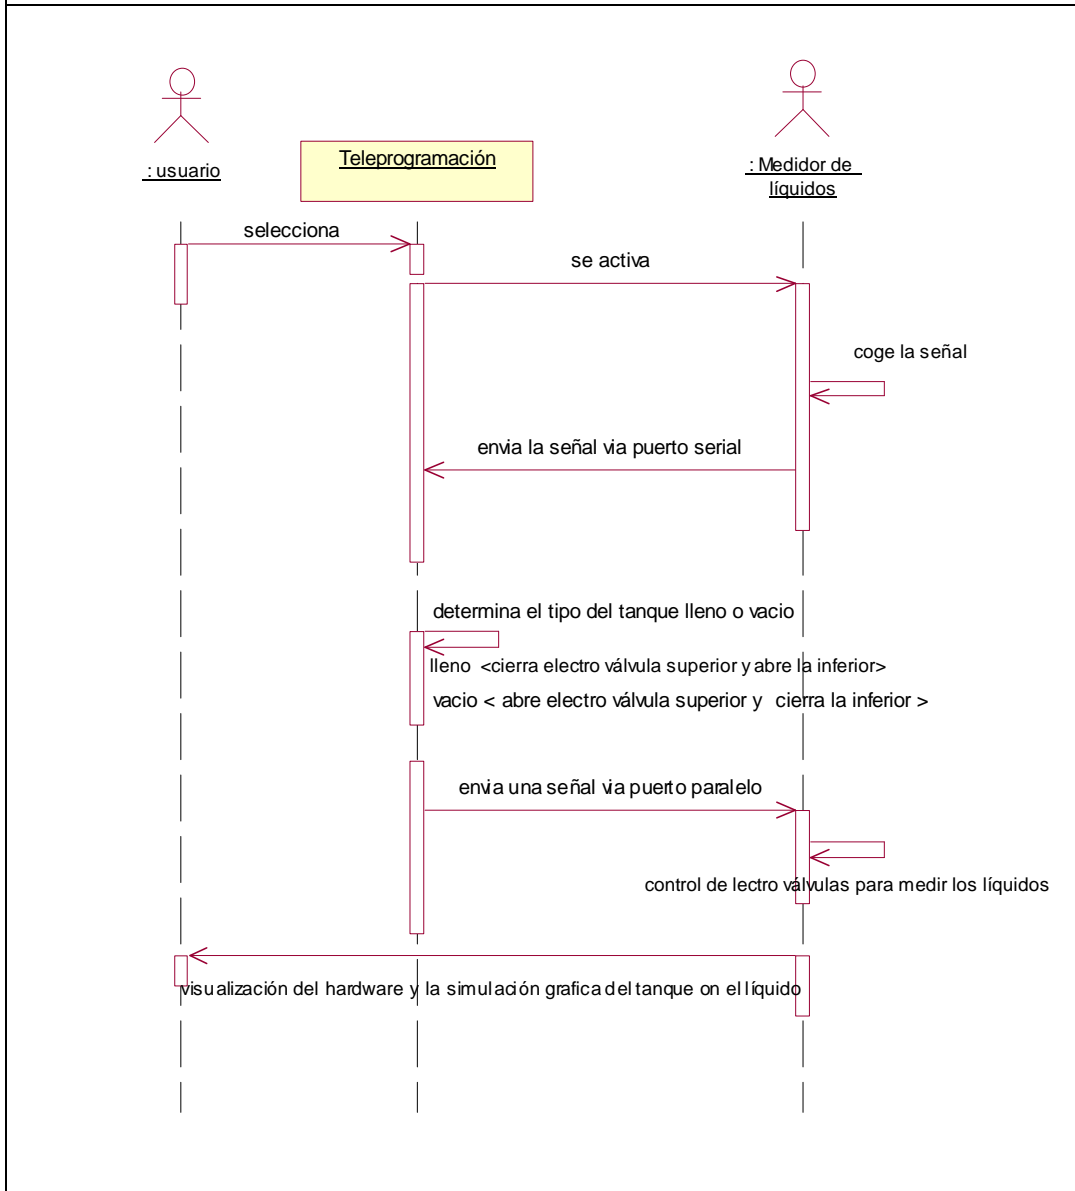 : usuario
Teleprogramación
: Medidor de
líquidos
selecciona
se activa
coge la señal
envia la señal via puerto serial
determina el tipo del tanque lleno o vacio
lleno <cierra electro válvula superior y abre la inferior>
vacio < abre electro válvula superior y cierra la inferior >
envia una señal via puerto paralelo
control de lectro válvulas para medir los líquidos
visualización del hardware y la simulación grafica del tanque on el líquido